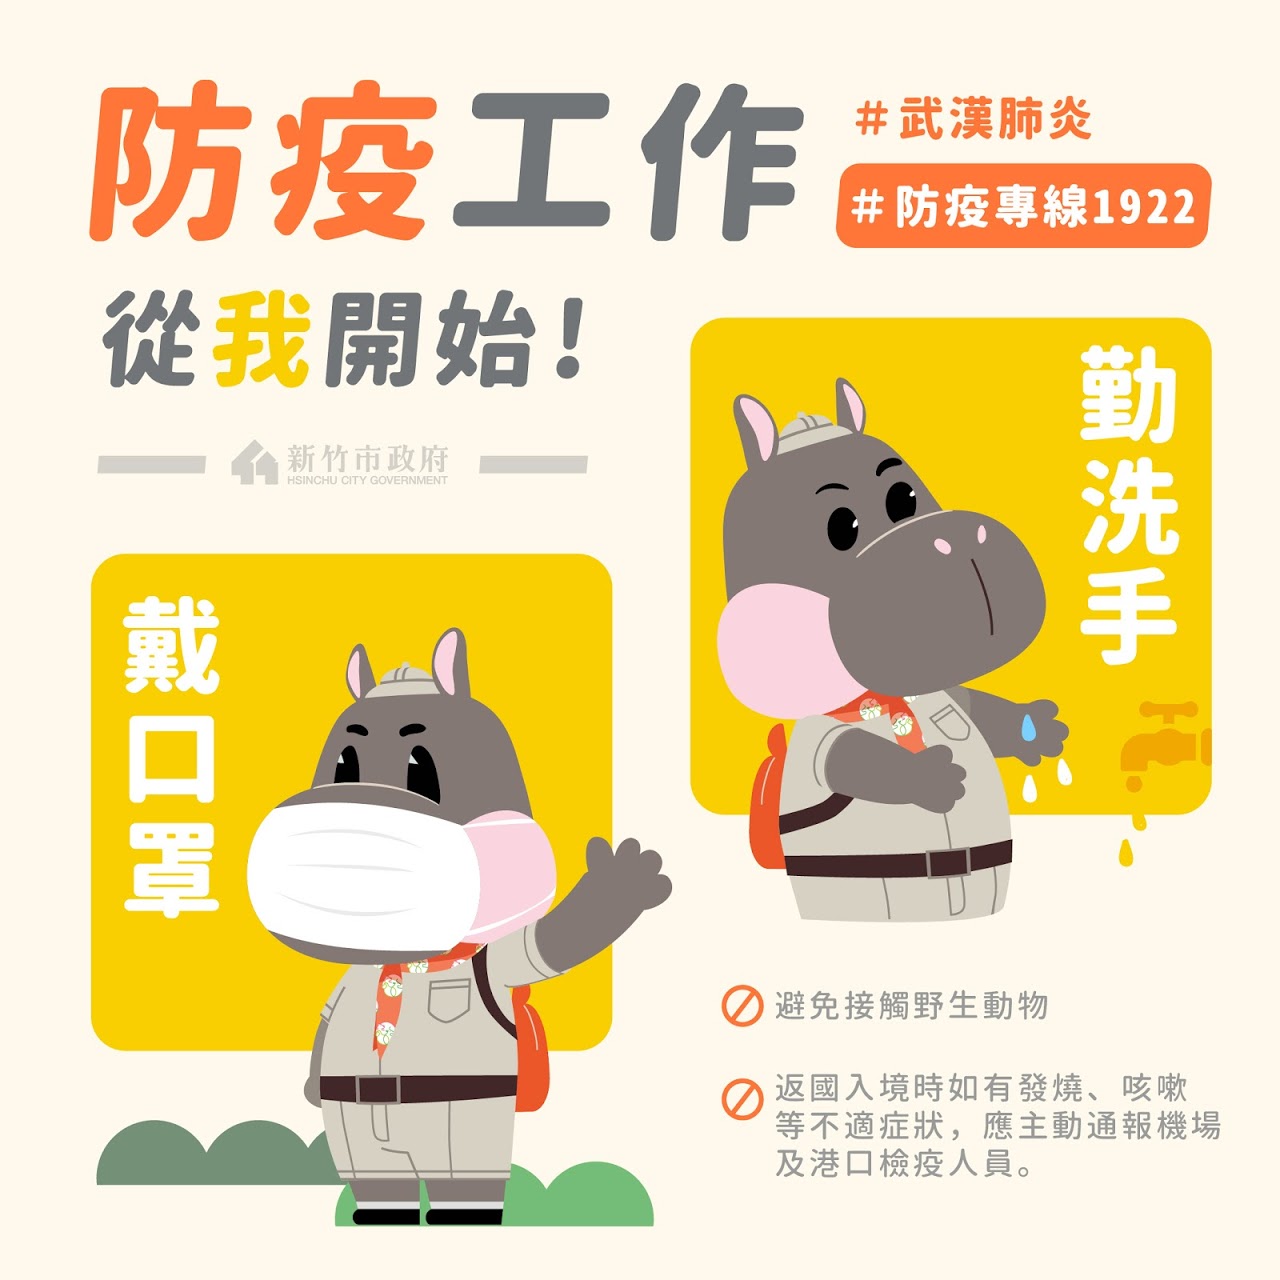 防疫工作
#武漢肺炎
#防疫專線1922
從我開始!
新竹市政府
HSINCHU CITY GOVERNMENT
勤洗手
戴口罩
避免接觸野生動物
返國入境時如有發燒、咳嗽
等不適症狀，應主動通報機場
及港口檢疫人員。